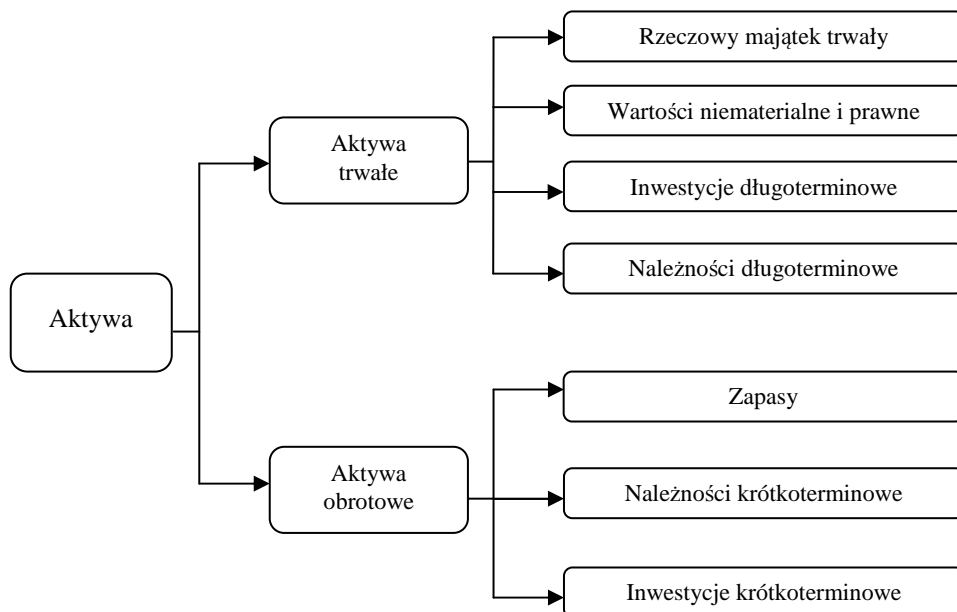 Aktywa
Aktywa
trwałe
Rzeczowy majątek trwały
Wartości niematerialne i prawne
Inwestycje długoterminowe
Należności długoterminowe
Aktywa
obrotowe
Zapasy
Należności krótkoterminowe
Inwestycje krótkoterminowe